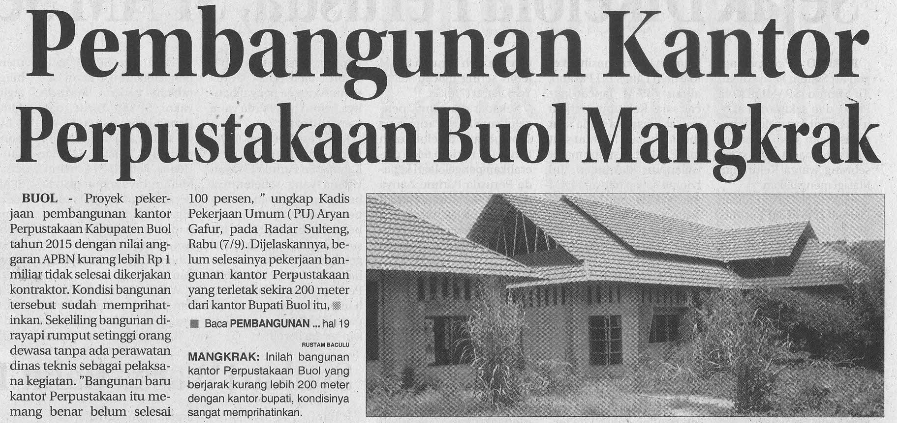 Pembangunan Kantor
Perpustakaan Buol Mangkrak
BUOL - Proyek peker-
jaan pembangunan kantor
Perpustakaan Kabupaten Buol
tahun 2015 dengan nilai ang-
garan APBN kurang lebih Rp 1
miliar tidak selesai dikerjakan
kontraktor. Kondisi bangunan
tersebut sudah memprihat-
inkan. Sekeliling bangunan di-
rayapi rumput setinggi orang
dewasa tanpa ada perawatan
dinas teknis sebagai pelaksa-
na kegiatan. "Bangunan baru
kantor Perpustakaan itu me-
mang benar belum selesai
100 persen, " ungkap Kadis
Pekerjaan Umum ( PU) Aryan
Gafur, pada Radar Sulteng,
Rabu (7/9). Dijelaskannya, be-
lum selesainya pekerjaan ban-
gunan kantor Perpustakaan
yang terletak sekira 200 meter
dari kantor Bupati Buol itu,
Baca PEMBANGUNAN ... hal 19
RUSTAM BACULU
MANGKRAK: Inilah bangunan
kantor Perpustakaan Buol yang
berjarak kurang lebih 200 meter
dengan kantor bupati, kondisinya
sangat memprihatinkan.